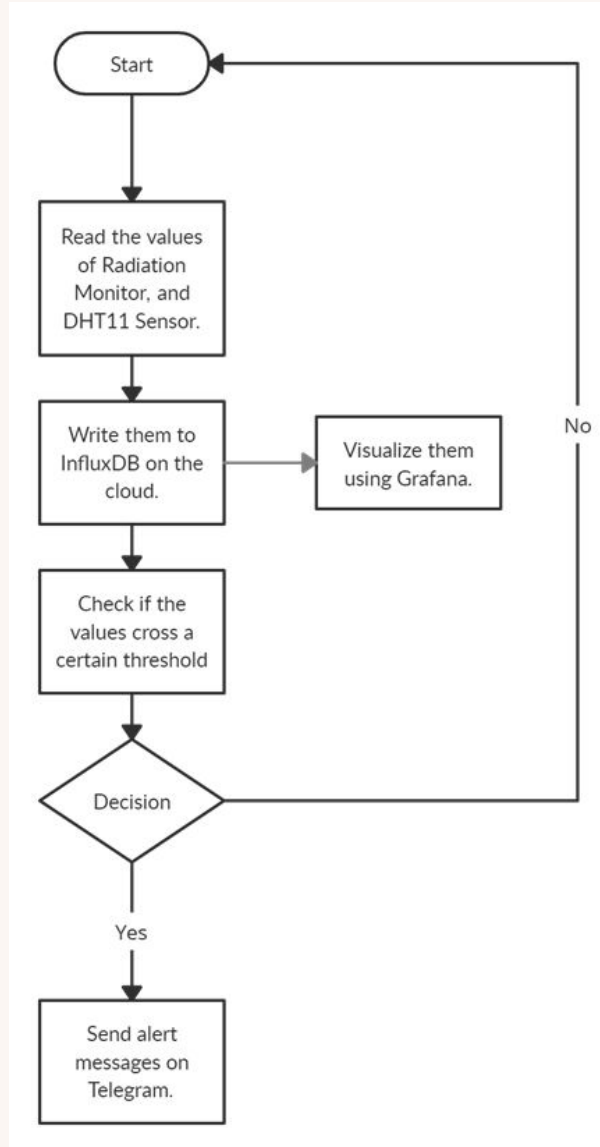 Start
Read the values
of Radiation
Monitor, and
DHT11 Sensor.
Write them to
InfluxDB on the
cloud.
Visualize them
using Grafana.
No
Check if the
values cross a
certain threshold
Decision
Yes
Send alert
messages on
Telegram.